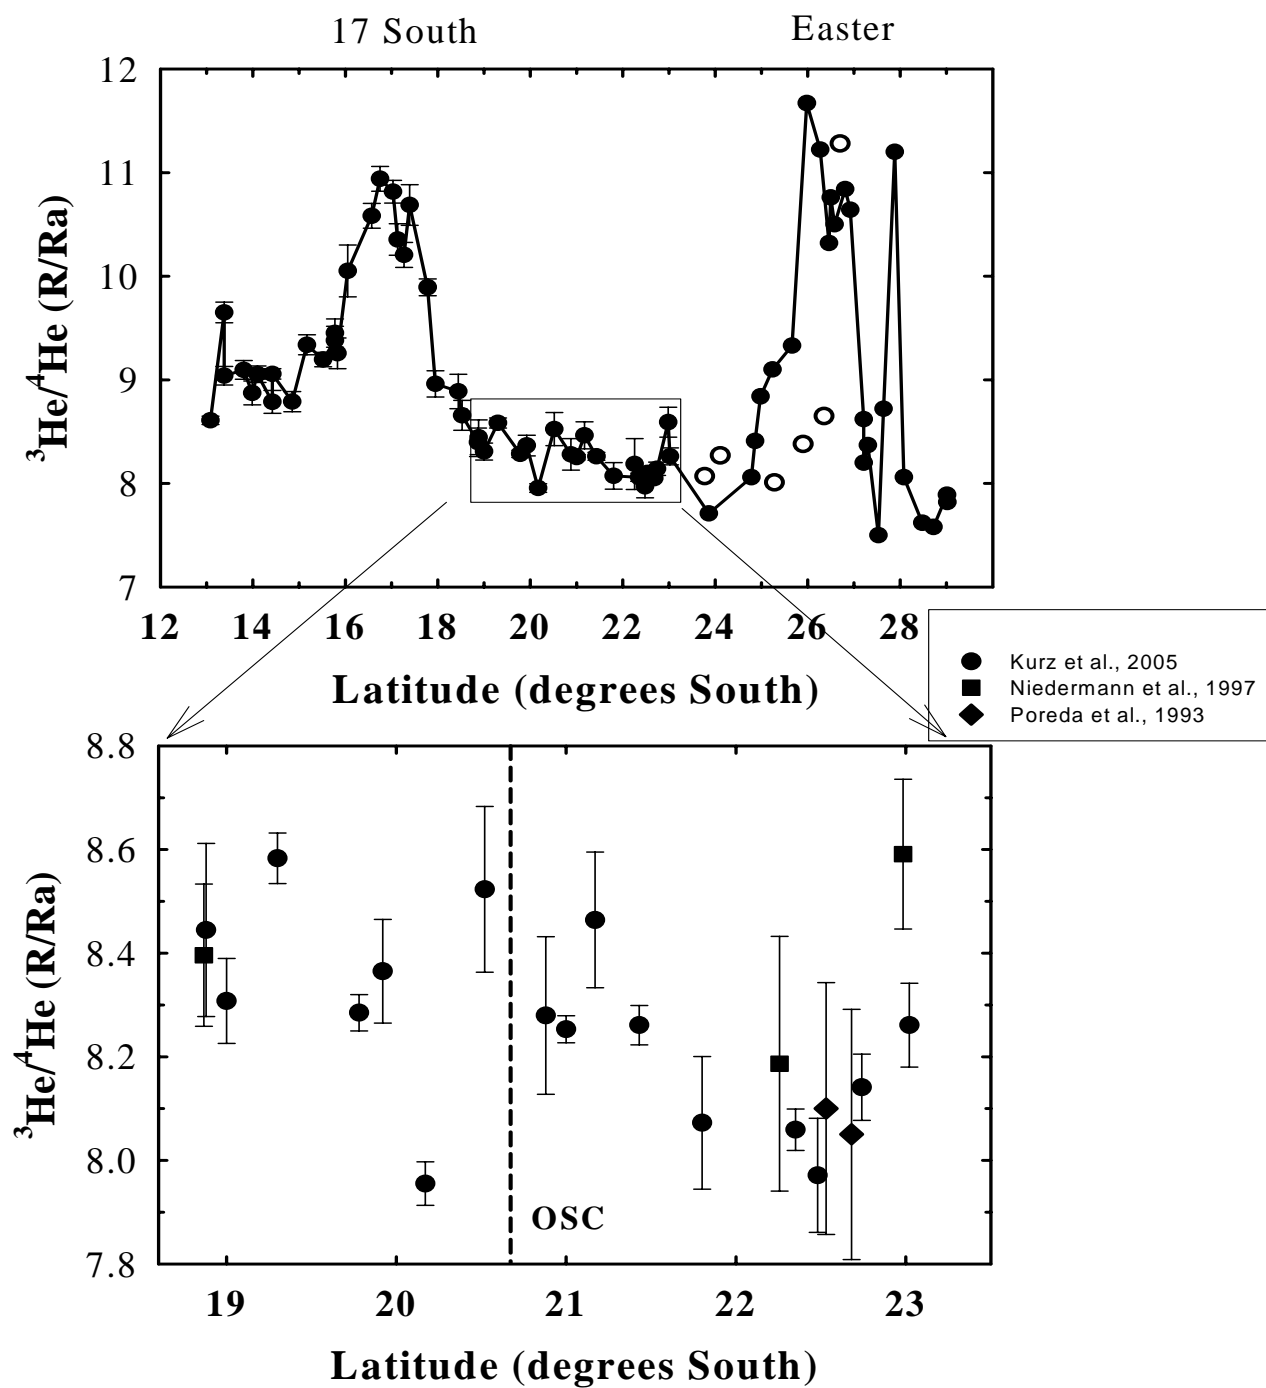 17 South
Easter
12
11
10
9
8
7
³He/⁴He (R/Ra)
12 14 16 18 20 22 24 26 28
Latitude (degrees South)
Kurz et al., 2005
Niedermann et al., 1997
Poreda et al., 1993
8.8
8.6
8.4
8.2
8.0
7.8
³He/⁴He (R/Ra)
OSC
19 20 21 22 23
Latitude (degrees South)